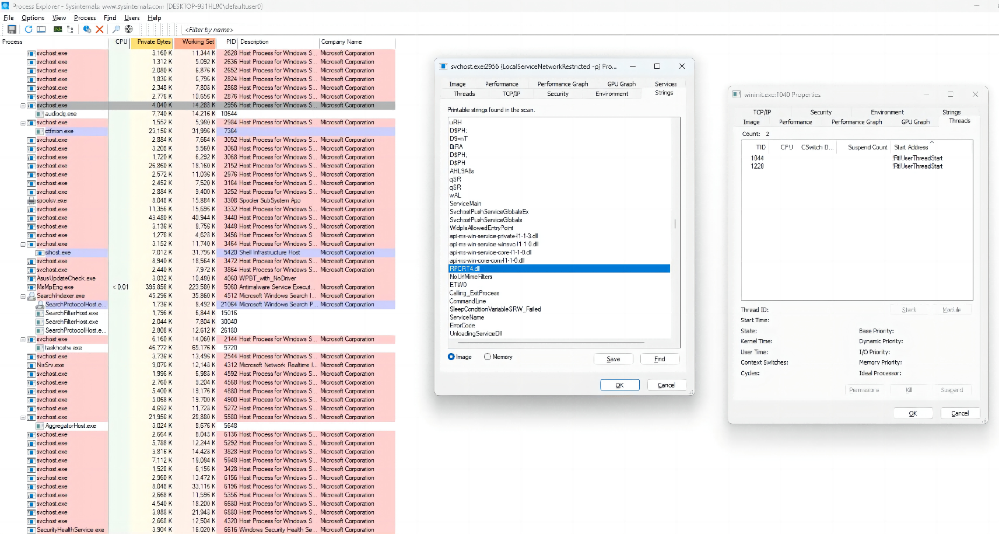 Process Explorer - Sysinternals: www.sysinternals.com [DESKTOP-931HL80\defaultuser0]
File Options View Process Find Users Help
<Filter by name>
Process CPU Private Bytes Working Set PID Description Company Name
svchost.exe 3,160 K 11,344 K 2628 Host Process for Windows S... Microsoft Corporation
svchost.exe 1,312 K 5,092 K 2636 Host Process for Windows S... Microsoft Corporation
svchost.exe 2,080 K 6,876 K 2652 Host Process for Windows S... Microsoft Corporation
svchost.exe 1,836 K 6,796 K 2824 Host Process for Windows S... Microsoft Corporation
svchost.exe 2,348 K 7,808 K 2868 Host Process for Windows S... Microsoft Corporation
svchost.exe 2,776 K 10,656 K 2876 Host Process for Windows S... Microsoft Corporation
svchost.exe 4,040 K 14,288 K 2956 Host Process for Windows S... Microsoft Corporation
audiodg.exe 7,740 K 14,216 K 10644
svchost.exe 1,552 K 5,980 K 2984 Host Process for Windows S Microsoft Corporation
ctfmon.exe 23,156 K 31,996 K 7364
svchost.exe 2,884 K 7,664 K 3052 Host Process for Windows S... Microsoft Corporation
svchost.exe 3,208 K 9,560 K 3060 Host Process for Windows S... Microsoft Corporation
svchost.exe 1,720 K 6,292 K 3068 Host Process for Windows S... Microsoft Corporation
svchost.exe 26,860 K 18,160 K 2152 Host Process for Windows S... Microsoft Corporation
svchost.exe 2,572 K 11,036 K 2976 Host Process for Windows S... Microsoft Corporation
svchost.exe 2,452 K 7,520 K 3164 Host Process for Windows S... Microsoft Corporation
svchost.exe 2,884 K 9,400 K 3252 Host Process for Windows S... Microsoft Corporation
spoolsv.exe 8,048 K 15,884 K 3308 Spooler SubSystem App Microsoft Corporation
svchost.exe 11,356 K 15,696 K 3332 Host Process for Windows S... Microsoft Corporation
svchost.exe 43,480 K 40,944 K 3440 Host Process for Windows S... Microsoft Corporation
svchost.exe 3,136 K 8,756 K 3448 Host Process for Windows S... Microsoft Corporation
svchost.exe 1,276 K 4,628 K 3456 Host Process for Windows S Microsoft Corporation
svchost.exe 3,152 K 11,740 K 3464 Host Process for Windows S... Microsoft Corporation
sihost.exe 7,012 K 31,796 K 5420 Shell Infrastructure Host Microsoft Corporation
svchost.exe 8,940 K 18,564 K 3472 Host Process for Windows S... Microsoft Corporation
svchost.exe 2,440 K 7,972 K 3864 Host Process for Windows S... Microsoft Corporation
AsusUpdateCheck.exe 3,032 K 10,480 K 4060 WPBT_with_NoDriver
MsMpEng.exe < 0.01 395,856 K 223,580 K 5060 Antimalware Service Execut... Microsoft Corporation
SearchIndexer.exe 45,296 K 35,860 K 4512 Microsoft Windows Search I... Microsoft Corporation
SearchProtocolHost.e... 1,736 K 8,492 K 21064 Microsoft Windows Search P... Microsoft Corporation
SearchFilterHost.exe 1,796 K 6,844 K 15016
SearchFilterHost.exe 2,044 K 7,804 K 30040
SearchProtocolHost.e... 2,808 K 12,612 K 26180
svchost.exe 6,160 K 14,060 K 2144 Host Process for Windows S... Microsoft Corporation
taskhostw.exe 46,772 K 65,176 K 5720
svchost.exe 3,736 K 13,496 K 2544 Host Process for Windows S... Microsoft Corporation
NisSrv.exe 9,076 K 12,148 K 4312 Microsoft Network Realtime I... Microsoft Corporation
svchost.exe 1,996 K 6,988 K 4592 Host Process for Windows S... Microsoft Corporation
svchost.exe 2,760 K 9,204 K 4568 Host Process for Windows S... Microsoft Corporation
svchost.exe 5,400 K 19,176 K 4880 Host Process for Windows S... Microsoft Corporation
svchost.exe 5,068 K 19,700 K 4900 Host Process for Windows S... Microsoft Corporation
svchost.exe 4,692 K 11,728 K 5272 Host Process for Windows S... Microsoft Corporation
svchost.exe 21,956 K 28,880 K 5580 Host Process for Windows S... Microsoft Corporation
AggregatorHost.exe 3,024 K 8,676 K 5648
svchost.exe 2,664 K 8,048 K 6136 Host Process for Windows S... Microsoft Corporation
svchost.exe 5,788 K 12,244 K 5292 Host Process for Windows S... Microsoft Corporation
svchost.exe 3,816 K 14,428 K 3828 Host Process for Windows S... Microsoft Corporation
svchost.exe 7,112 K 19,084 K 5948 Host Process for Windows S... Microsoft Corporation
svchost.exe 1,528 K 6,156 K 3428 Host Process for Windows S... Microsoft Corporation
svchost.exe 2,960 K 13,472 K 6156 Host Process for Windows S... Microsoft Corporation
svchost.exe 8,048 K 33,116 K 6196 Host Process for Windows S... Microsoft Corporation
svchost.exe 2,668 K 11,596 K 5356 Host Process for Windows S... Microsoft Corporation
svchost.exe 4,540 K 18,200 K 6680 Host Process for Windows S... Microsoft Corporation
svchost.exe 3,888 K 21,948 K 6880 Host Process for Windows S... Microsoft Corporation
svchost.exe 2,668 K 12,504 K 4320 Host Process for Windows S Microsoft Corporation
SecurityHealthService.exe 3,904 K 16,020 K 6616 Windows Security Health Se... Microsoft Corporation
svchost.exe:2956 (LocalServiceNetworkRestricted -p) Pro...
Image Performance Performance Graph GPU Graph Services
Threads TCP/IP Security Environment Strings
Printable strings found in the scan.
uRH
D$PH;
D9=nT
0tRA
D$PH;
D$PH
AHL9A8s
qSR
qSR
wAL
ServiceMain
SvchostPushServiceGlobalsEx
SvchostPushServiceGlobals
WldpIsAllowedEntryPoint
api-ms-win-service-private-l1-1-3.dll
api-ms-win-service-winsvc-l1-1-0.dll
api-ms-win-service-core-l1-1-0.dll
api-ms-win-core-com-l1-1-0.dll
RPCRT4.dll
NoUrlMimeFilters
ETW0
Calling_ExitProcess
CommandLine
SleepConditionVariableSRW_Failed
ServiceName
ErrorCode
UnloadingServiceDll
Image Memory Save Find
OK Cancel
wininit.exe:1040 Properties
TCP/IP Security Environment Strings
Image Performance Performance Graph GPU Graph Threads
Count: 2
TID CPU CSwitch D... Suspend Count Start Address
1044 !RtlUserThreadStart
1228 !RtlUserThreadStart
Thread ID: Stack Module
Start Time:
State: Base Priority:
Kernel Time: Dynamic Priority:
User Time: I/O Priority:
Context Switches: Memory Priority:
Cycles: Ideal Processor:
Permissions Kill Suspend
OK Cancel